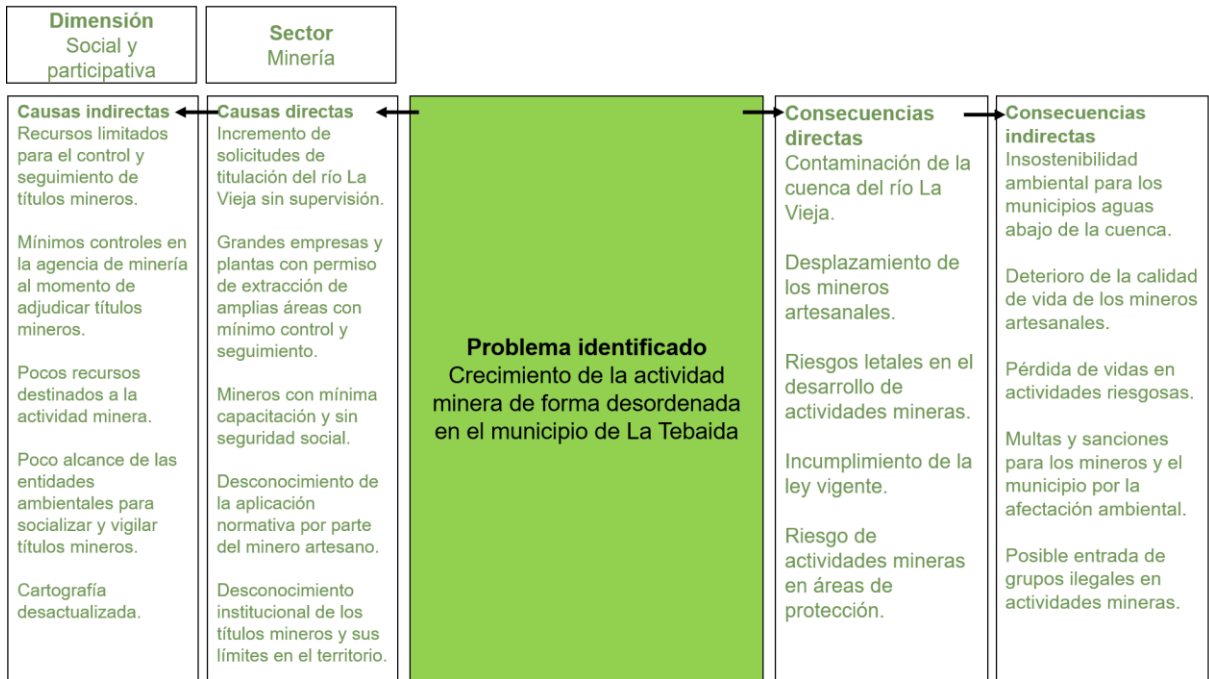 Dimensión
Social y
participativa
Sector
Minería
Causas indirectas
Recursos limitados
para el control y
seguimiento de
títulos mineros.
Mínimos controles en
la agencia de minería
al momento de
adjudicar títulos
mineros.
Pocos recursos
destinados a la
actividad minera.
Poco alcance de las
entidades
ambientales para
socializar y vigilar
títulos mineros.
Cartografía
desactualizada.
Causas directas
Incremento de
solicitudes de
titulación del río La
Vieja sin supervisión.
Grandes empresas y
plantas con permiso
de extracción de
amplias áreas con
mínimo control y
seguimiento.
Mineros con mínima
capacitación y sin
seguridad social.
Desconocimiento de
la aplicación
normativa por parte
del minero artesano.
Desconocimiento
institucional de los
títulos mineros y sus
límites en el territorio.
Problema identificado
Crecimiento de la actividad
minera de forma desordenada
en el municipio de La Tebaida
Consecuencias
directas
Contaminación de la
cuenca del río La
Vieja.
Desplazamiento de
los mineros
artesanales.
Riesgos letales en el
desarrollo de
actividades mineras.
Incumplimiento de la
ley vigente.
Riesgo de
actividades mineras
en áreas de
protección.
Consecuencias
indirectas
Insostenibilidad
ambiental para los
municipios aguas
abajo de la cuenca.
Deterioro de la calidad
de vida de los mineros
artesanales.
Pérdida de vidas en
actividades riesgosas.
Multas y sanciones
para los mineros y el
municipio por la
afectación ambiental.
Posible entrada de
grupos ilegales en
actividades mineras.